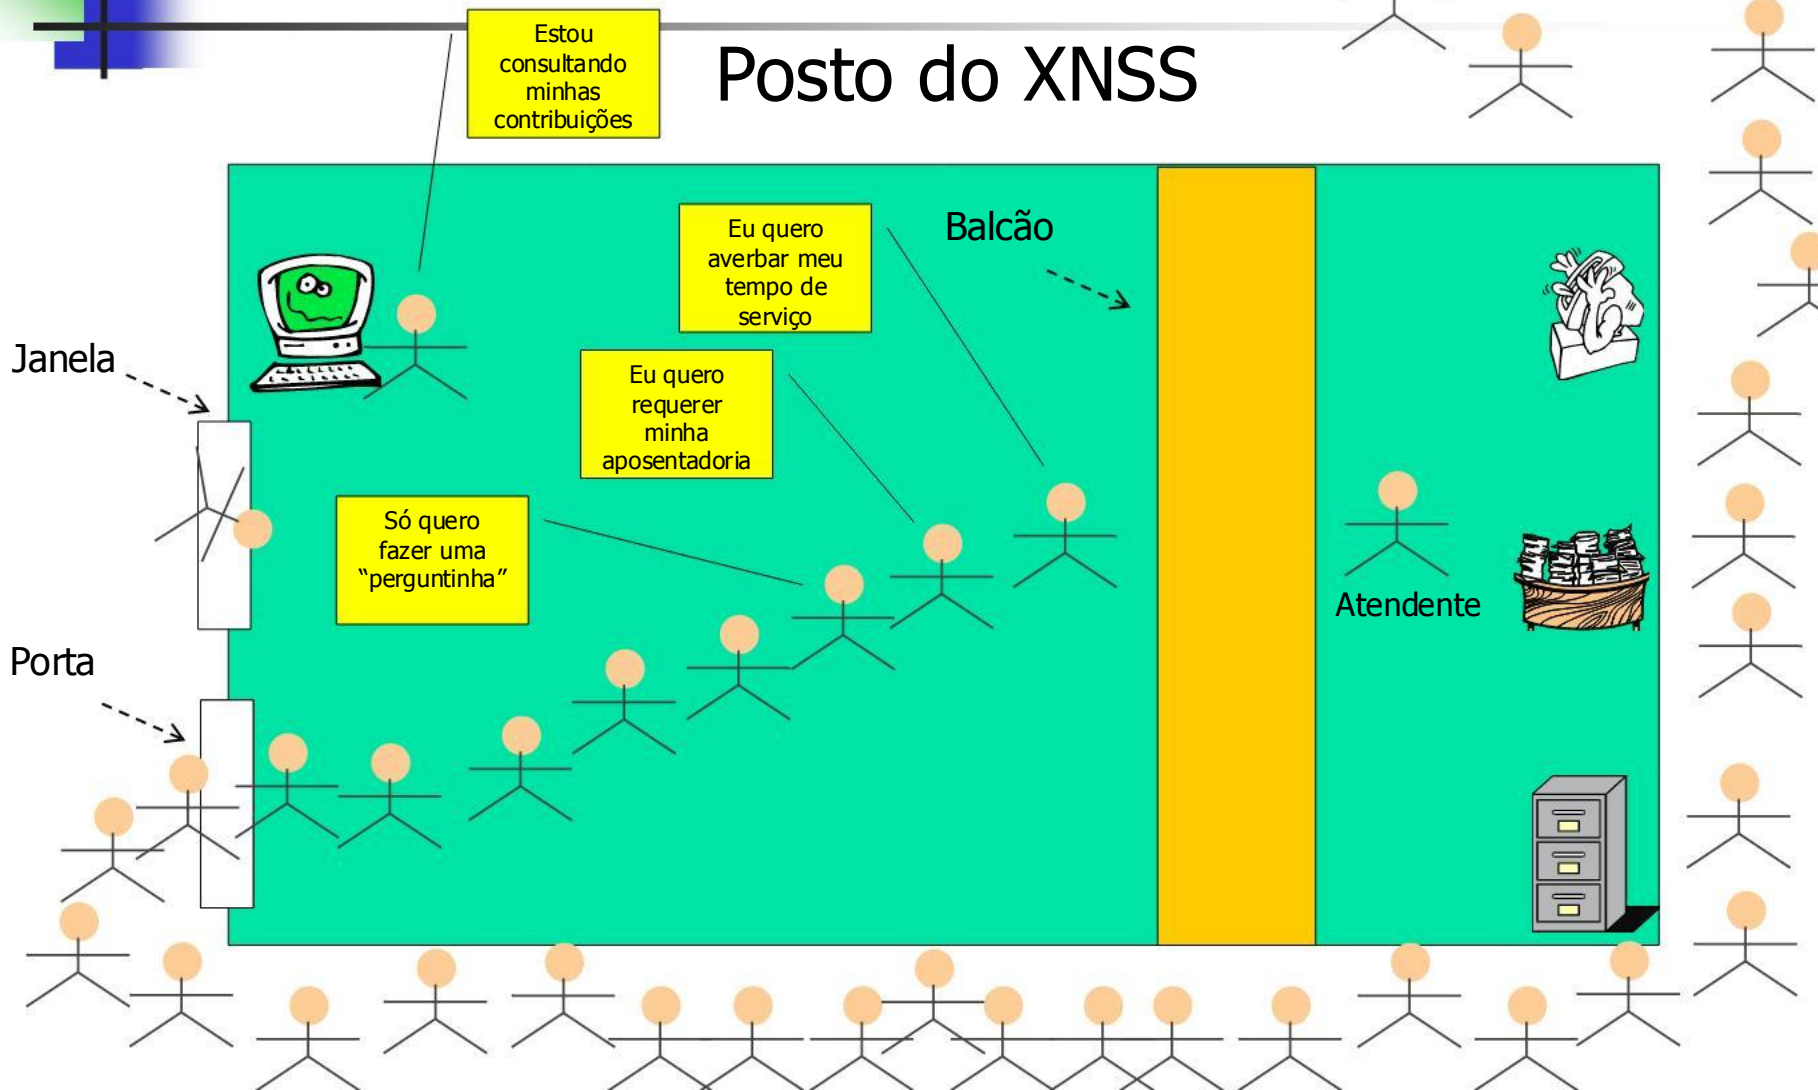 Estou
consultando
minhas
contribuições
Posto do XNSS
Eu quero
averbar meu
tempo de
serviço
Balcão
Janela
Eu quero
requerer
minha
aposentadoria
Só quero
fazer uma
“perguntinha”
Atendente
Porta